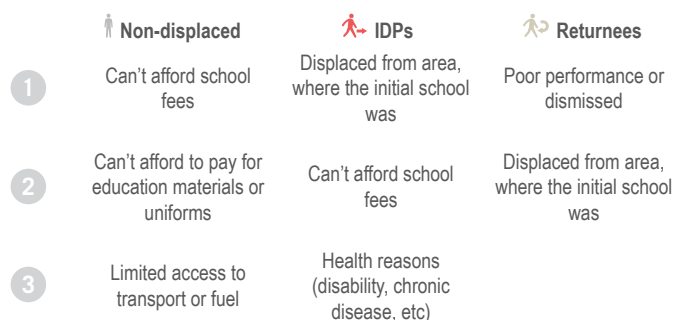 Non-displaced IDPs Returnees
1
Can't afford school
fees
Displaced from area,
where the initial school
was
Poor performance or
dismissed
2
Can't afford to pay for
education materials or
uniforms
Can't afford school
fees
Displaced from area,
where the initial school
was
3
Limited access to
transport or fuel
Health reasons
(disability, chronic
disease, etc)